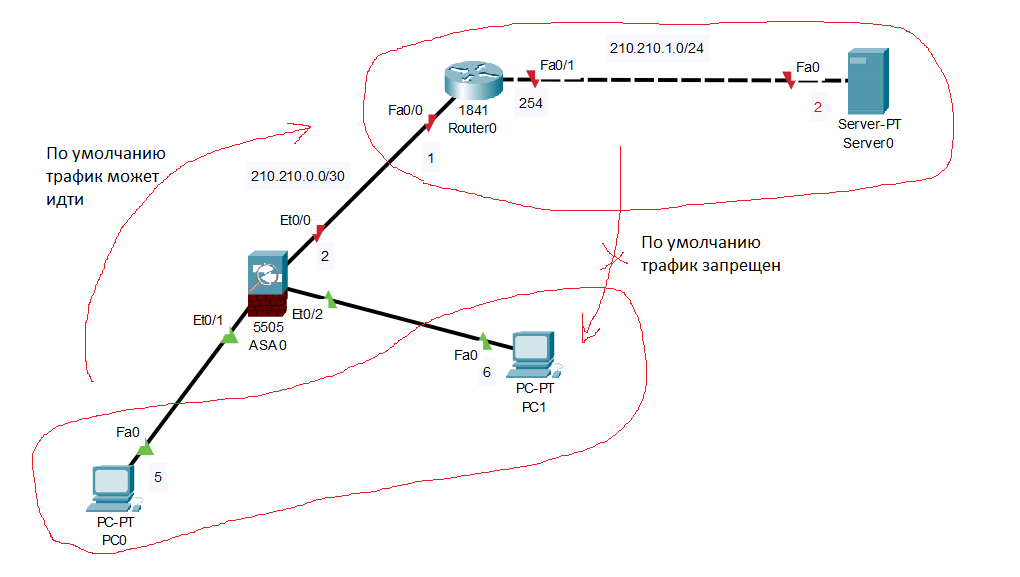 210.210.1.0/24
Fa0/1
Fa0
254
2
Server-PT
Server0
Fa0/0
1841
Router0
1
По умолчанию
трафик может
идти
210.210.0.0/30
Et0/0
2
По умолчанию
трафик запрещен
Et0/1
Et0/2
5505
ASA0
Fa0
6
PC-PT
PC1
Fa0
5
PC-PT
PC0